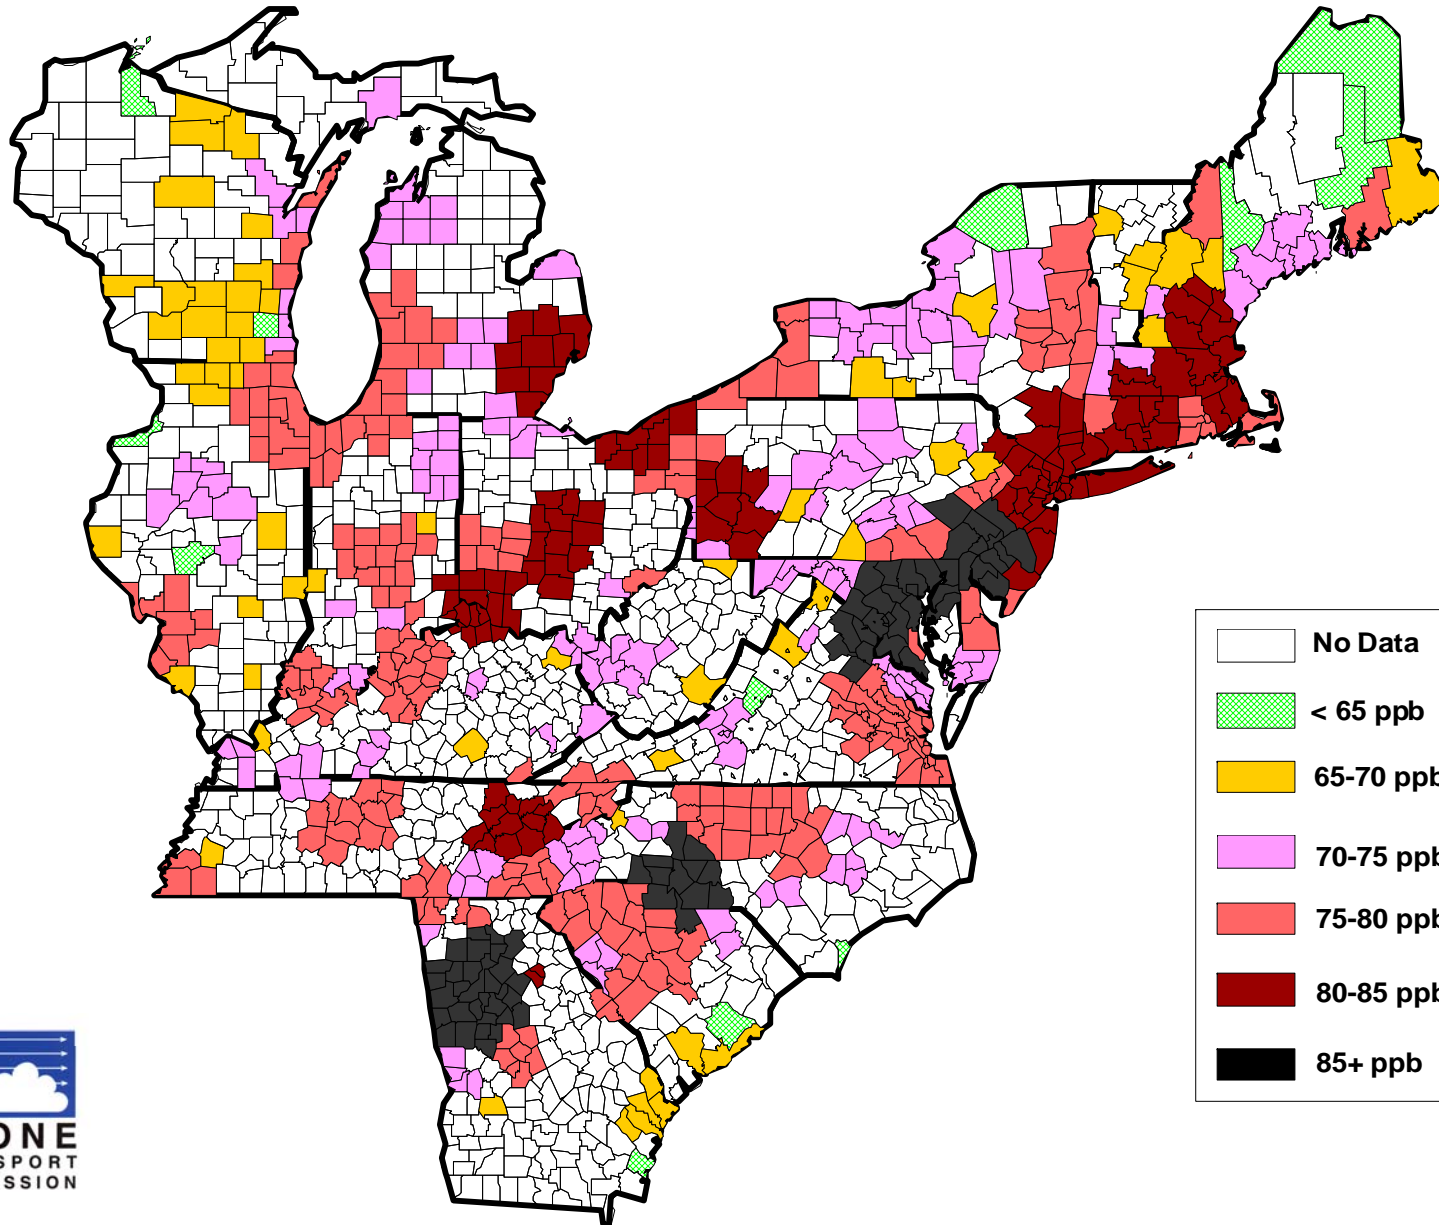 No Data
< 65 ppb
65-70 ppb
70-75 ppb
75-80 ppb
80-85 ppb
85+ ppb
ONE
SPORT
SSION